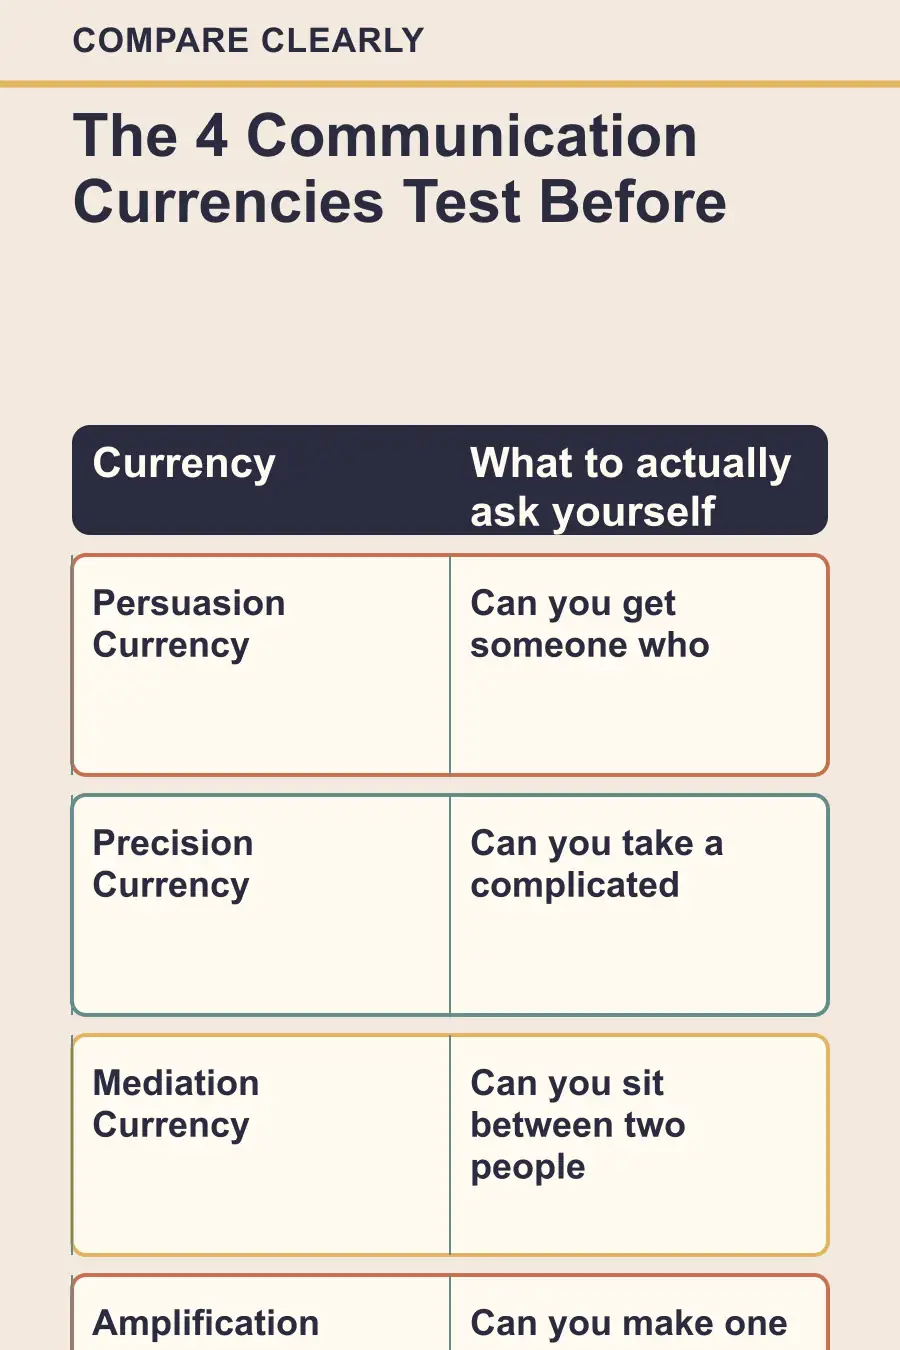 COMPARE CLEARLY
The 4 Communication
Currencies Test Before
Currency
What to actually
ask yourself
Persuasion
Currency
Can you get
someone who
Precision
Currency
Can you take a
complicated
Mediation
Currency
Can you sit
between two
people
Amplification
Can you make one